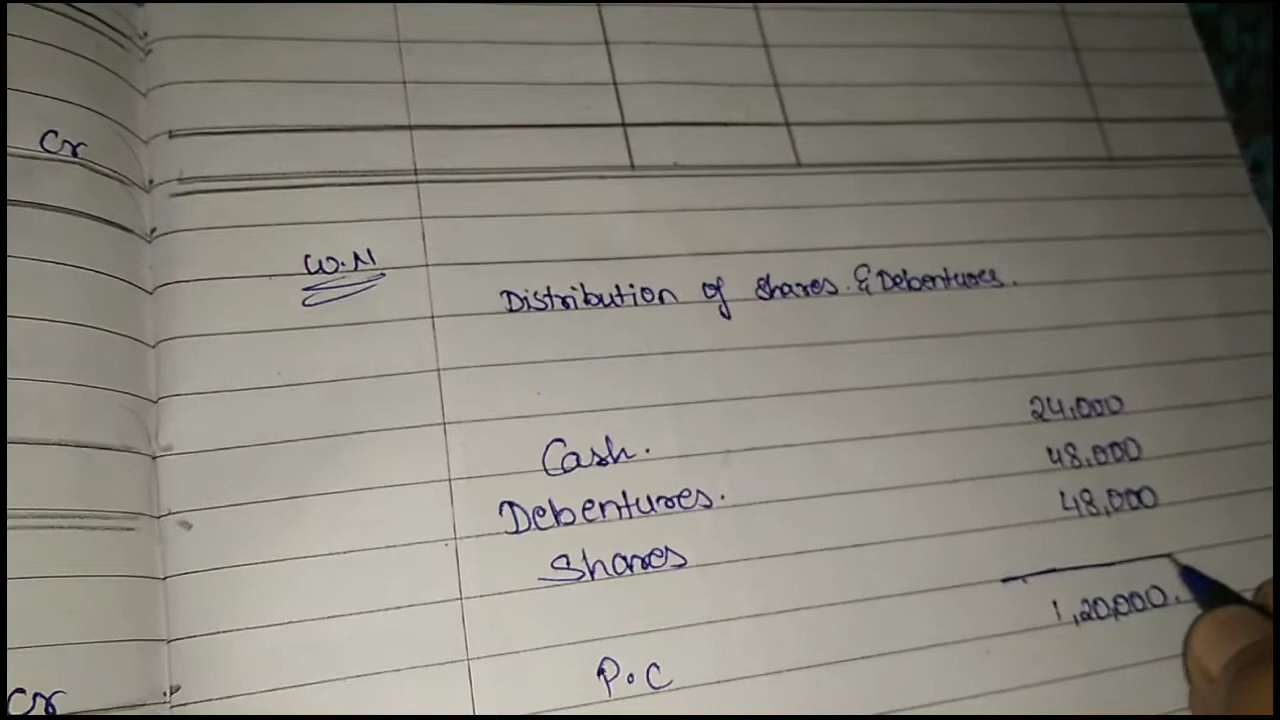 Cr
W.N
Distribution of Shares. & Debentures.
Cash. 24,000
Debentures. 48,000
Shares 48,000
1,20,000.
P.C
Cr